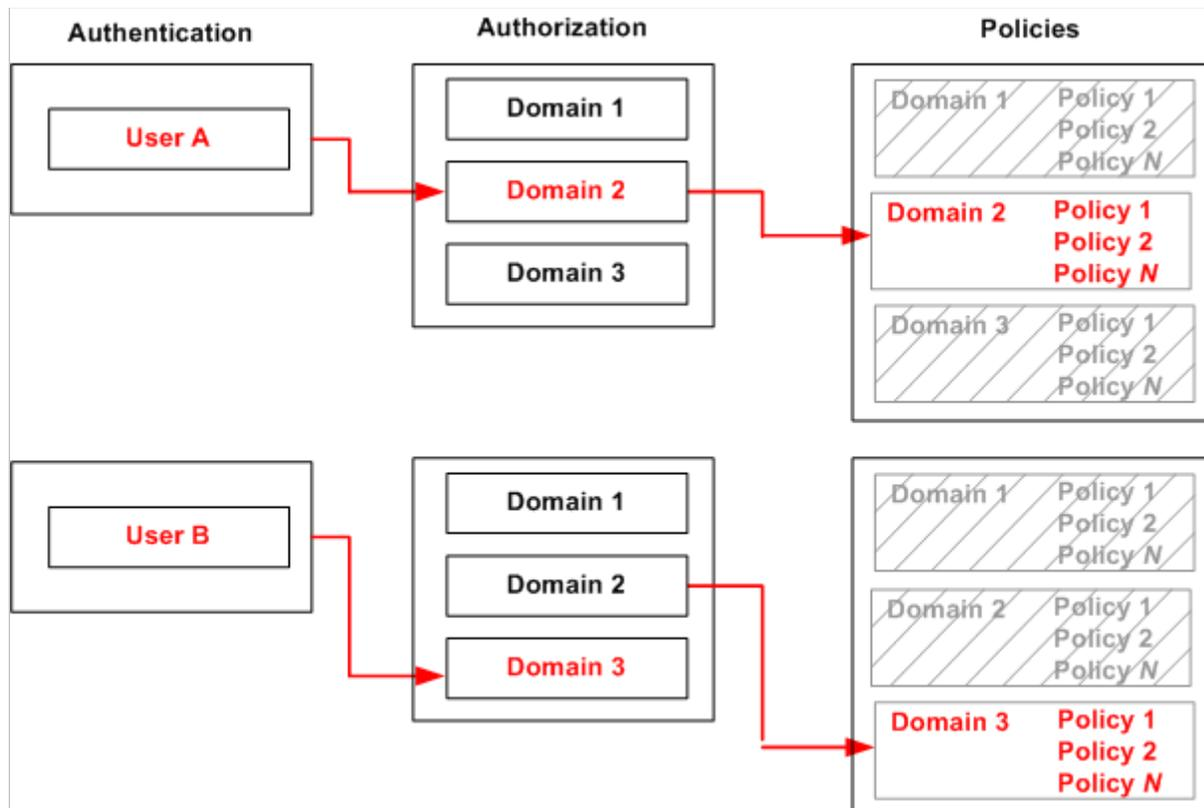 Authentication
Authorization
Policies
User A
Domain 1
Domain 2
Domain 3
Domain 1 Policy 1
Policy 2
Policy N
Domain 2 Policy 1
Policy 2
Policy N
Domain 3 Policy 1
Policy 2
Policy N
User B
Domain 1
Domain 2
Domain 3
Domain 1 Policy 1
Policy 2
Policy N
Domain 2 Policy 1
Policy 2
Policy N
Domain 3 Policy 1
Policy 2
Policy N